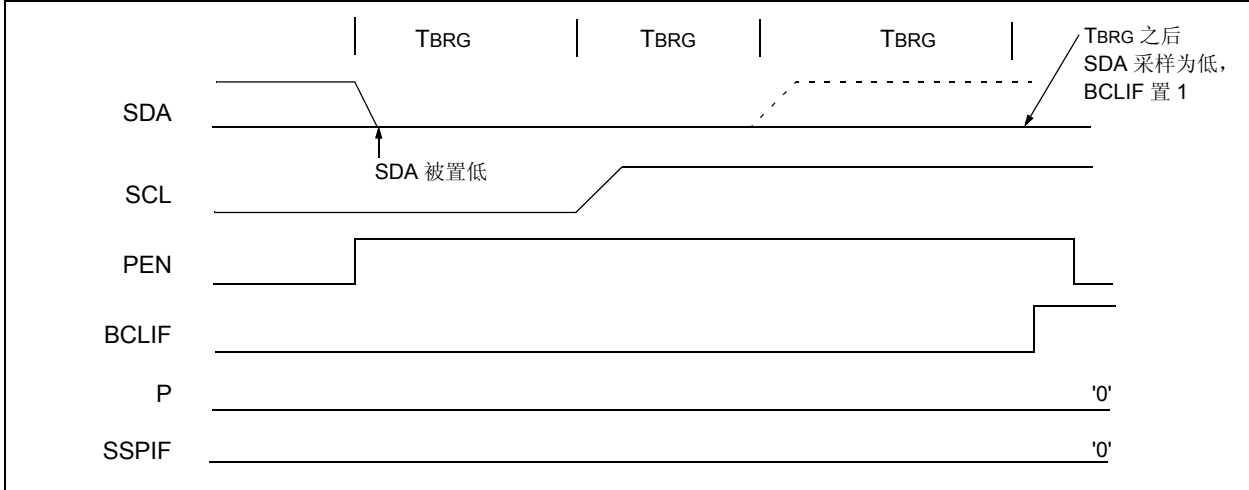 TBRG TBRG TBRG
TBRG 之后
SDA 采样为低，
BCLIF 置 1
SDA
SDA 被置低
SCL
PEN
BCLIF
P '0'
SSPIF '0'